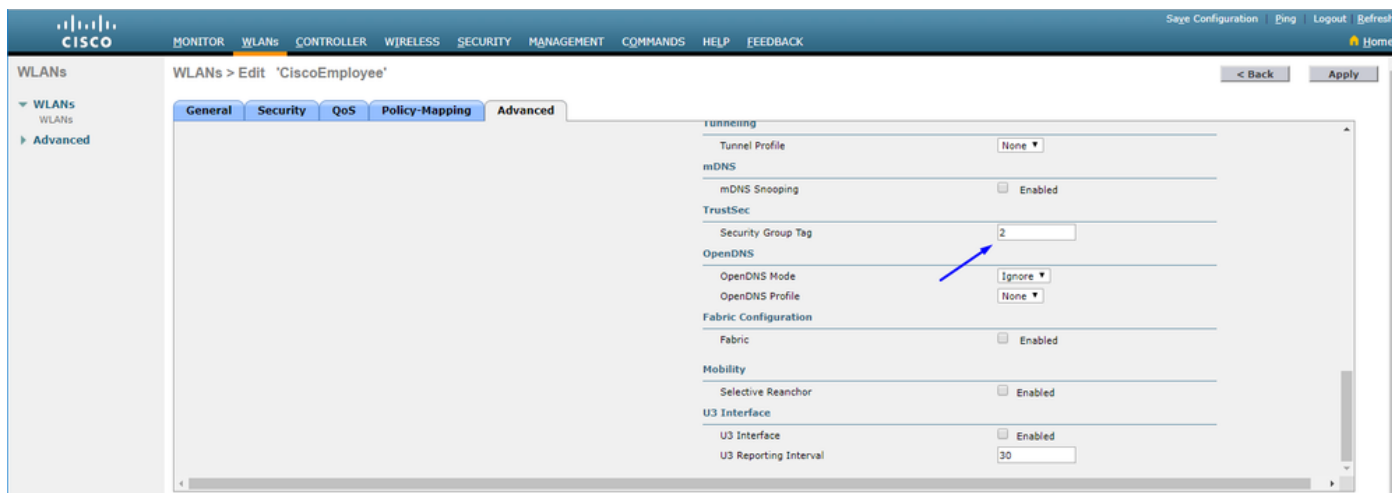 Save Configuration Ping Logout Refresh
CISCO
MONITOR WLANs CONTROLLER WIRELESS SECURITY MANAGEMENT COMMANDS HELP FEEDBACK
Home
WLANs
WLANs > Edit 'CiscoEmployee'
< Back Apply
WLANs
WLANs
Advanced
General Security QoS Policy-Mapping Advanced
Tunneling
Tunnel Profile None
mDNS
mDNS Snooping Enabled
TrustSec
Security Group Tag 2
OpenDNS
OpenDNS Mode Ignore
OpenDNS Profile None
Fabric Configuration
Fabric Enabled
Mobility
Selective Reanchor Enabled
U3 Interface
U3 Interface Enabled
U3 Reporting Interval 30